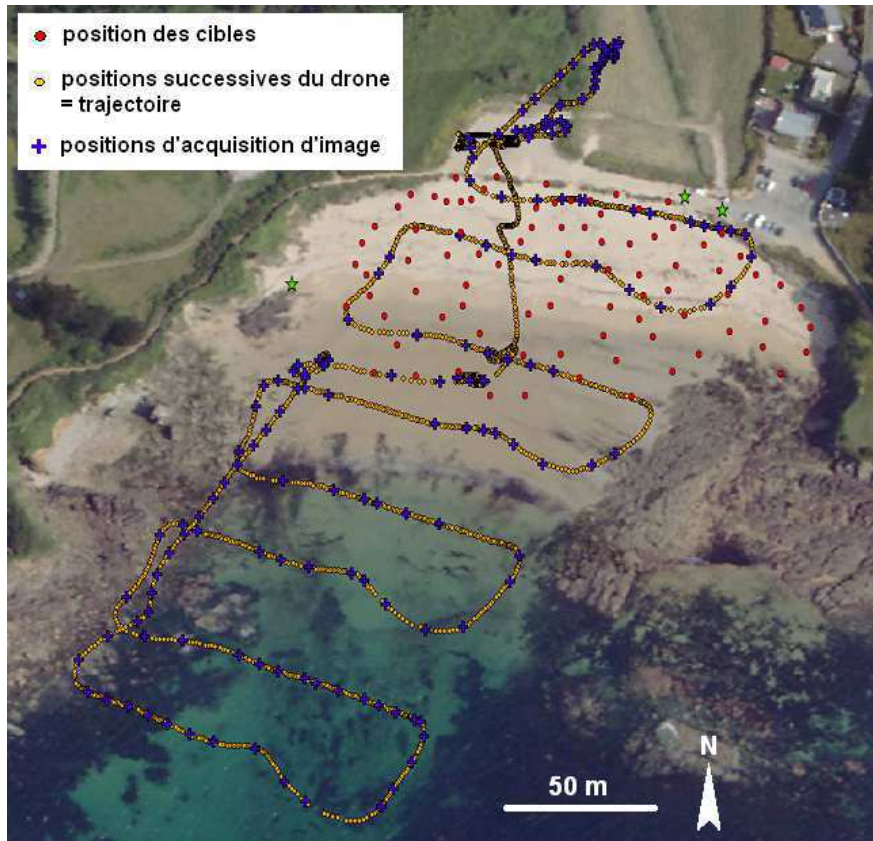 position des cibles
positions successives du drone
= trajectoire
positions d'acquisition d'image
N
50 m